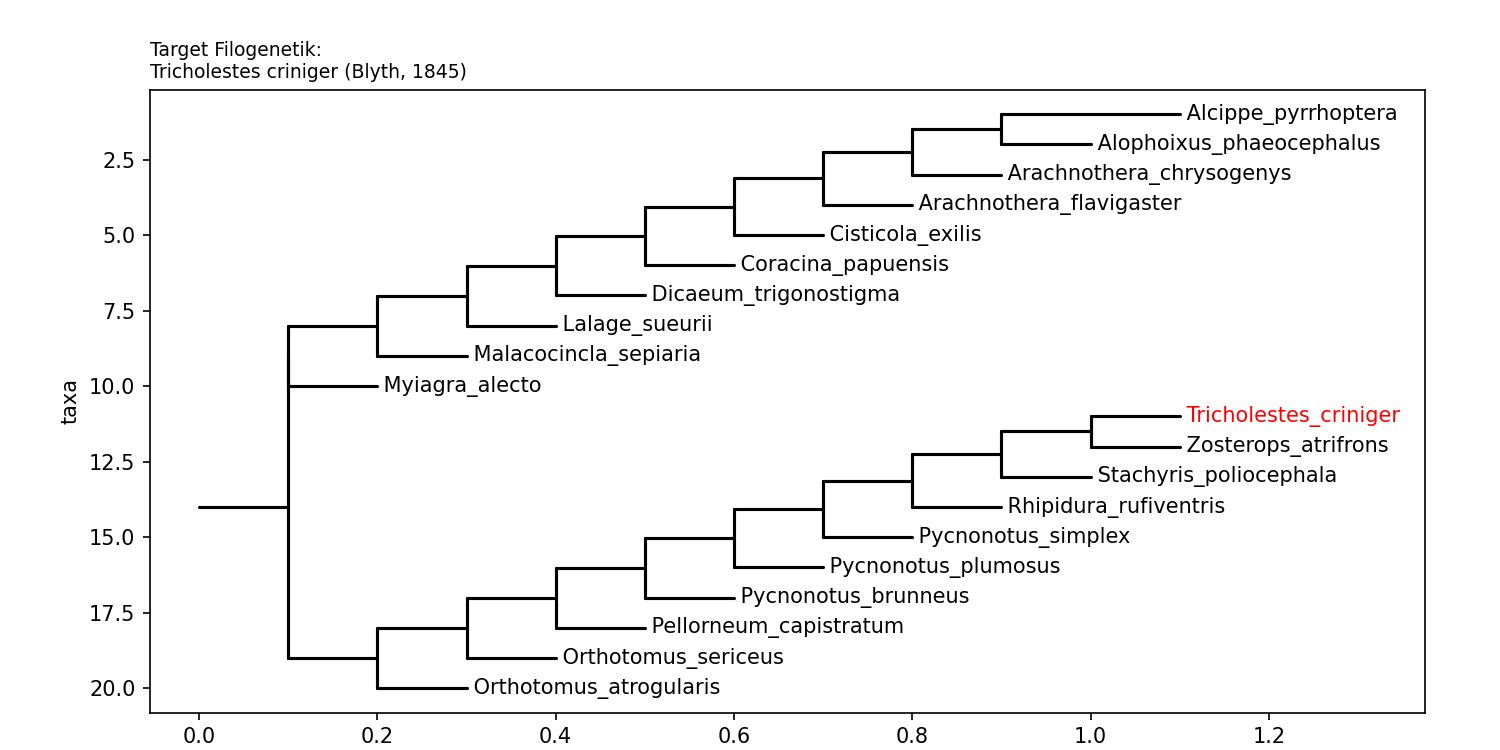 Target Filogenetik:
Tricholestes criniger (Blyth, 1845)
Alcippe_pyrrhoptera
Alophoixus_phaeocephalus
2.5
Arachnothera_chrysogenys
Arachnothera_flavigaster
5.0
Cisticola_exilis
Coracina_papuensis
Dicaeum_trigonostigma
7.5
Lalage_sueurii
Malacocincla_sepiaria
10.0
Myiagra_alecto
taxa
Tricholestes_criniger
Zosterops_atrifrons
12.5
Stachyris_poliocephala
Rhipidura_rufiventris
15.0
Pycnonotus_simplex
Pycnonotus_plumosus
Pycnonotus_brunneus
17.5
Pellorneum_capistratum
Orthotomus_sericeus
20.0
Orthotomus_atrogularis
0.0 0.2 0.4 0.6 0.8 1.0 1.2